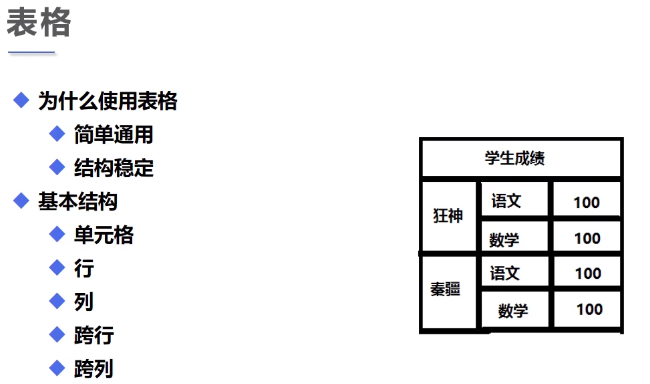 表格
为什么使用表格
简单通用
结构稳定
基本结构
单元格
行
列
跨行
跨列
学生成绩
狂神
语文 100
数学 100
秦疆
语文 100
数学 100